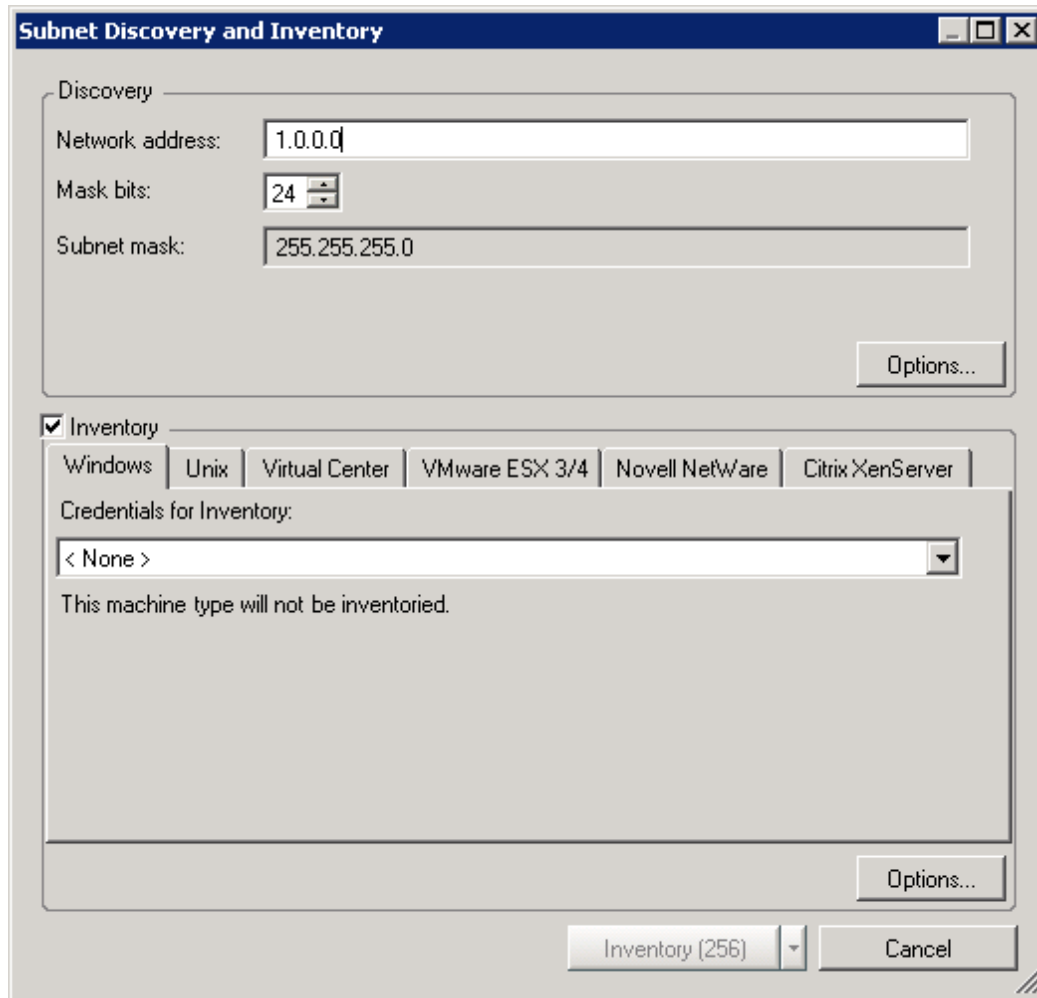 Subnet Discovery and Inventory
Discovery
Network address: 1.0.0.0
Mask bits: 24
Subnet mask: 255.255.255.0
Options...
Inventory
Windows Unix Virtual Center VMware ESX 3/4 Novell NetWare Citrix XenServer
Credentials for Inventory:
< None >
This machine type will not be inventoried.
Options...
Inventory (256) Cancel